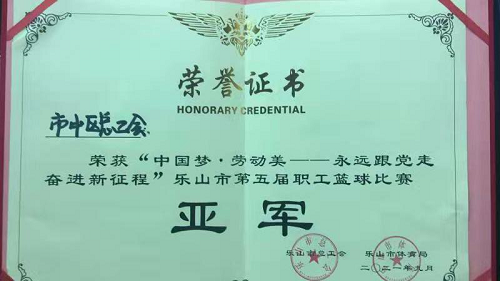 荣誉证书
HONORARY CREDENTIAL
市中区总工会
荣获“中国梦·劳动美——永远跟党走
奋进新征程”乐山市第五届职工篮球比赛
亚军
乐山市总工会 乐山市体育局
二〇二一年九月